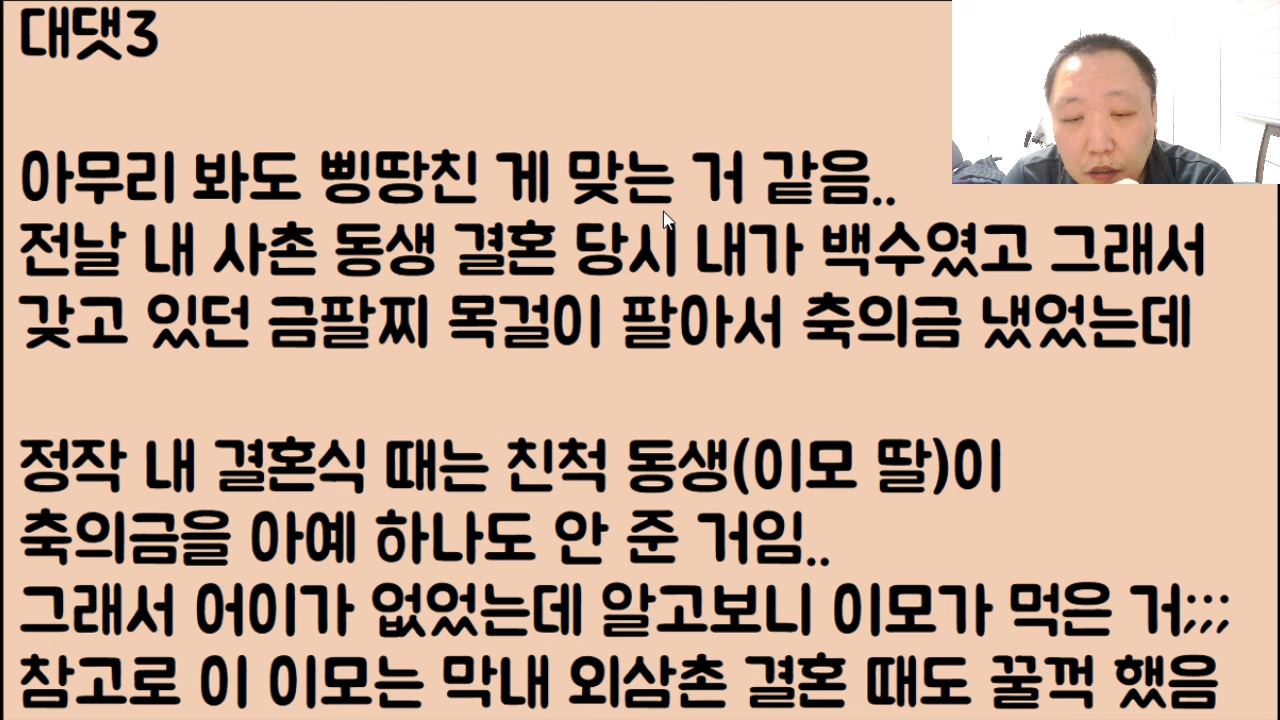 대댓3
아무리 봐도 삥땅친 게 맞는 거 같음..
전날 내 사촌 동생 결혼 당시 내가 백수였고 그래서
갖고 있던 금팔찌 목걸이 팔아서 축의금 냈었는데
정작 내 결혼식 때는 친척 동생(이모 딸)이
축의금을 아예 하나도 안 준 거임..
그래서 어이가 없었는데 알고보니 이모가 먹은 거;;;
참고로 이 이모는 막내 외삼촌 결혼 때도 꿀꺽 했음